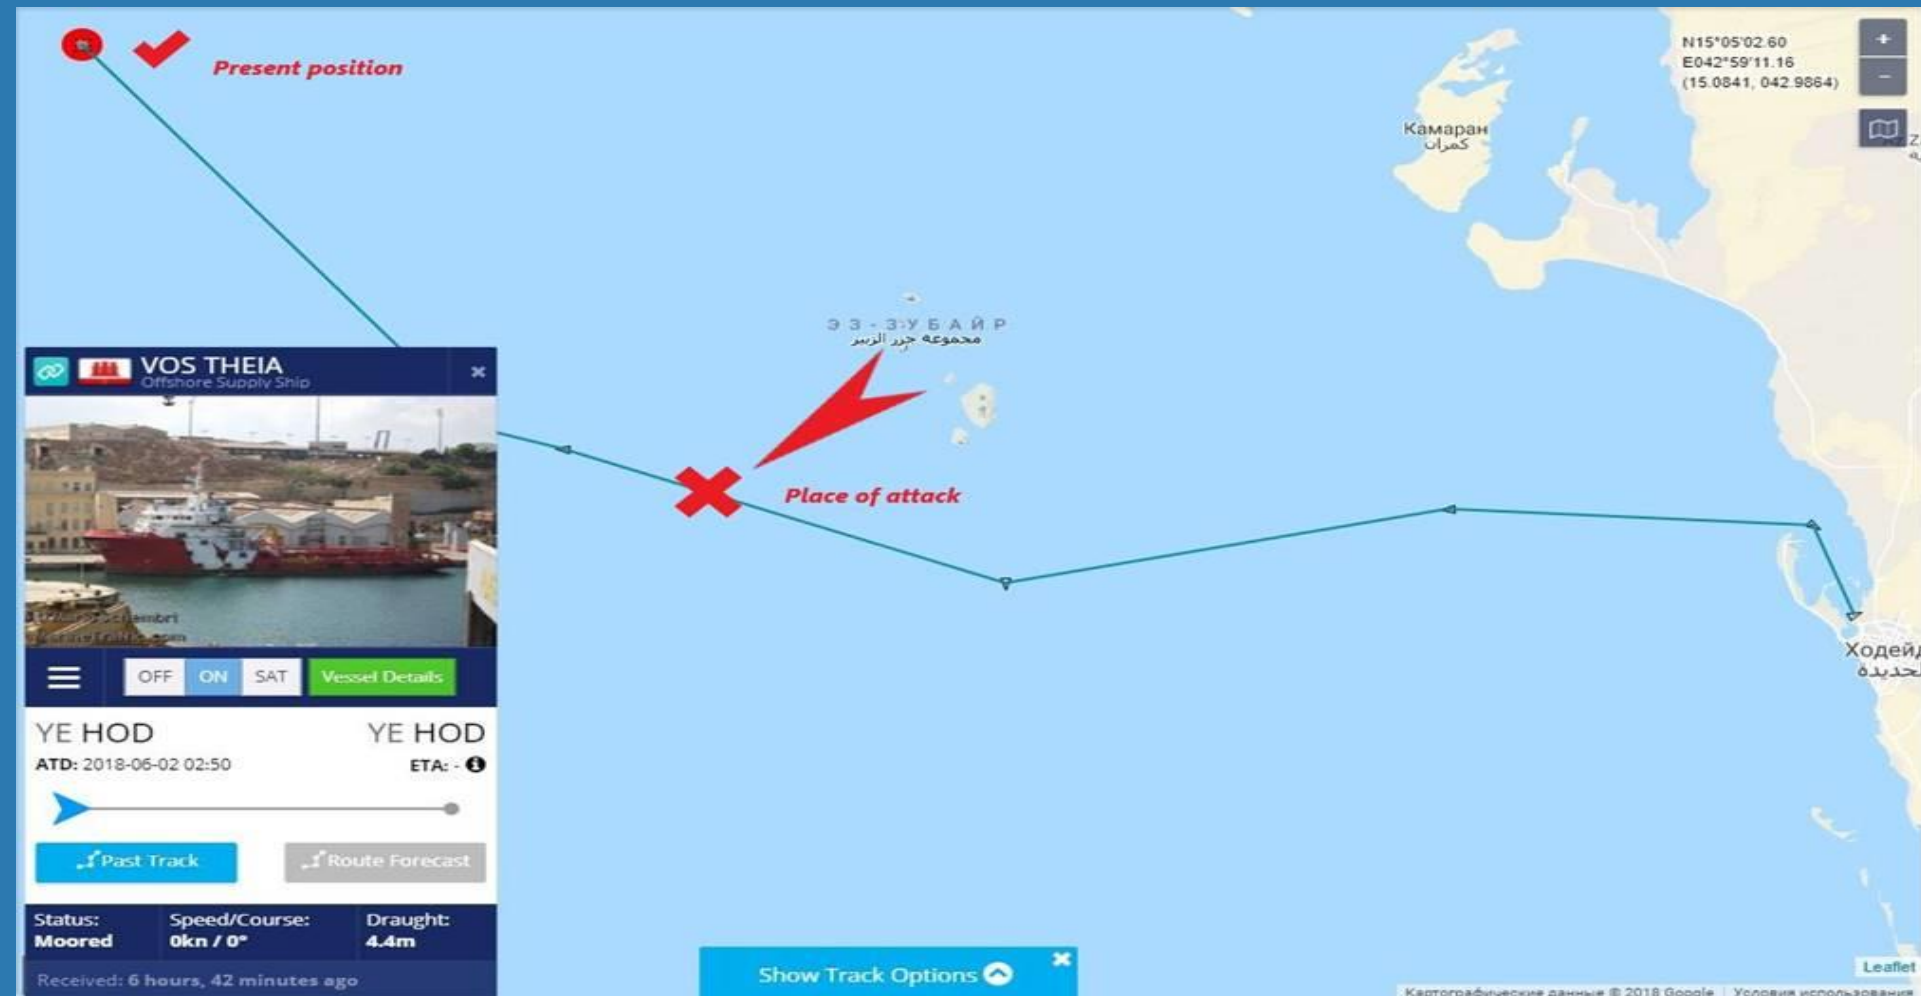 Present position
N15°05'02.60
E042°59'11.16
(15.0841, 042.9864)
+
−
Камаран
كمران
ЭЗ-ЗУБАЙР
مجموعة جزر الزبير
Place of attack
VOS THEIA
Offshore Supply Ship
×
OFF ON SAT Vessel Details
YE HOD YE HOD
ATD: 2018-06-02 02:50 ETA: -
Past Track Route Forecast
Status: Speed/Course: Draught:
Moored 0kn / 0° 4.4m
Received: 6 hours, 42 minutes ago
Ходейд
لحديدة
Show Track Options ×
Leaflet
Картографические данные © 2018 Google Условия использования